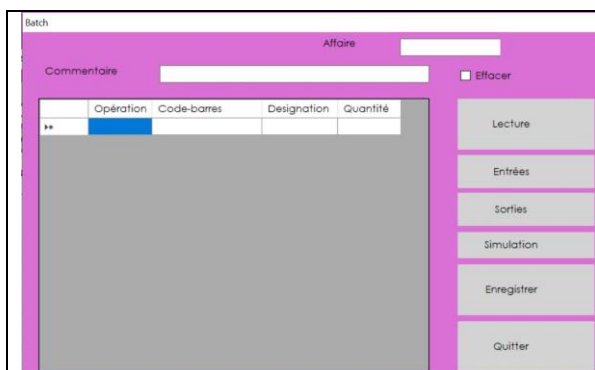 Batch
Affaire
Commentaire
Effacer
Opération Code-barres Designation Quantité
Lecture
Entrées
Sorties
Simulation
Enregistrer
Quitter